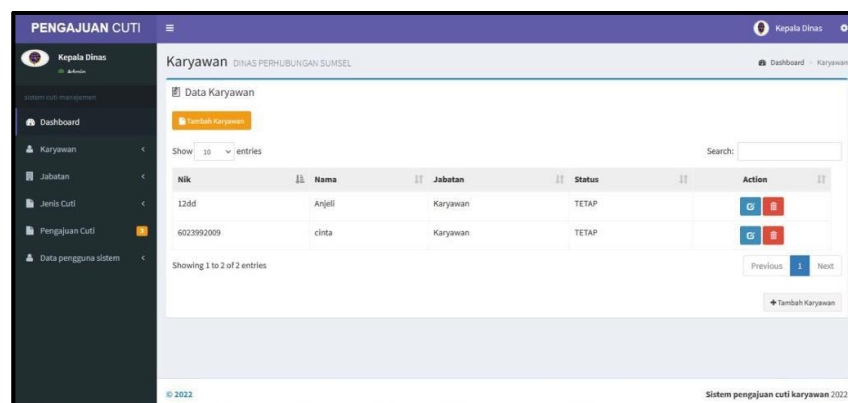 PENGAJUAN CUTI
Kepala Dinas
Kepala Dinas
Admin
Karyawan DINAS PERHUBUNGAN SUMSEL
Dashboard > Karyawan
sistem cuti manajemen
Dashboard
Karyawan
Jabatan
Jenis Cuti
Pengajuan Cuti 3
Data pengguna sistem
Data Karyawan
Tambah Karyawan
Show 10 entries Search:
Nik Nama Jabatan Status Action
12dd Anjeli Karyawan TETAP
6023992009 cinta Karyawan TETAP
Showing 1 to 2 of 2 entries
Previous 1 Next
+Tambah Karyawan
© 2022
Sistem pengajuan cuti karyawan 2022